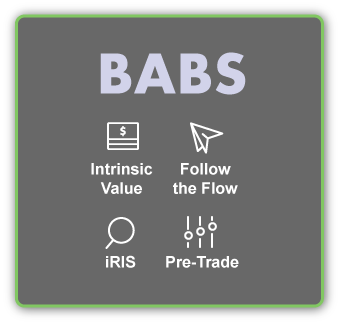 BABS
$
Intrinsic Value
Follow the Flow
iRIS
Pre-Trade